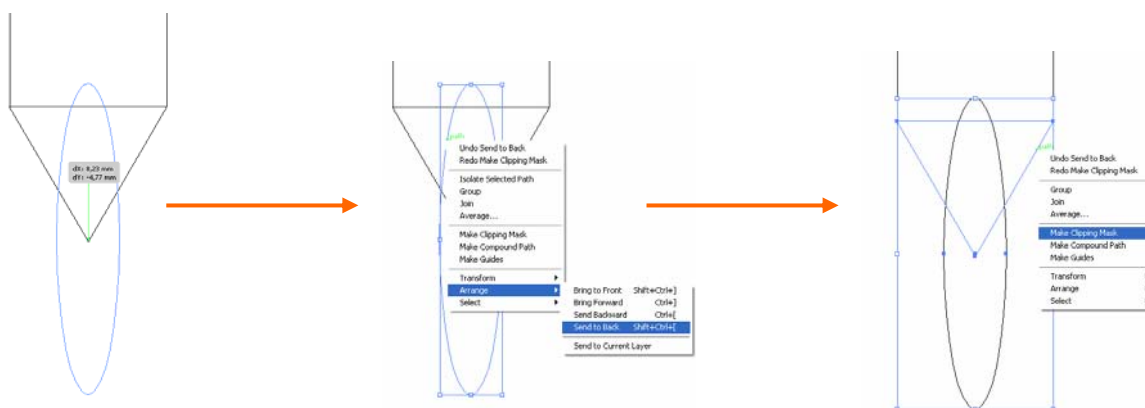 dX: 0,23 mm
dY: -4,77 mm
path
Undo Send to Back
Redo Make Clipping Mask
Isolate Selected Path
Group
Join
Average...
Make Clipping Mask
Make Compound Path
Make Guides
Transform
Arrange
Select
Bring to Front Shift+Ctrl+]
Bring Forward Ctrl+]
Send Backward Ctrl+[
Send to Back Shift+Ctrl+[
Send to Current Layer
path
Undo Send to Back
Redo Make Clipping Mask
Group
Join
Average...
Make Clipping Mask
Make Compound Path
Make Guides
Transform
Arrange
Select